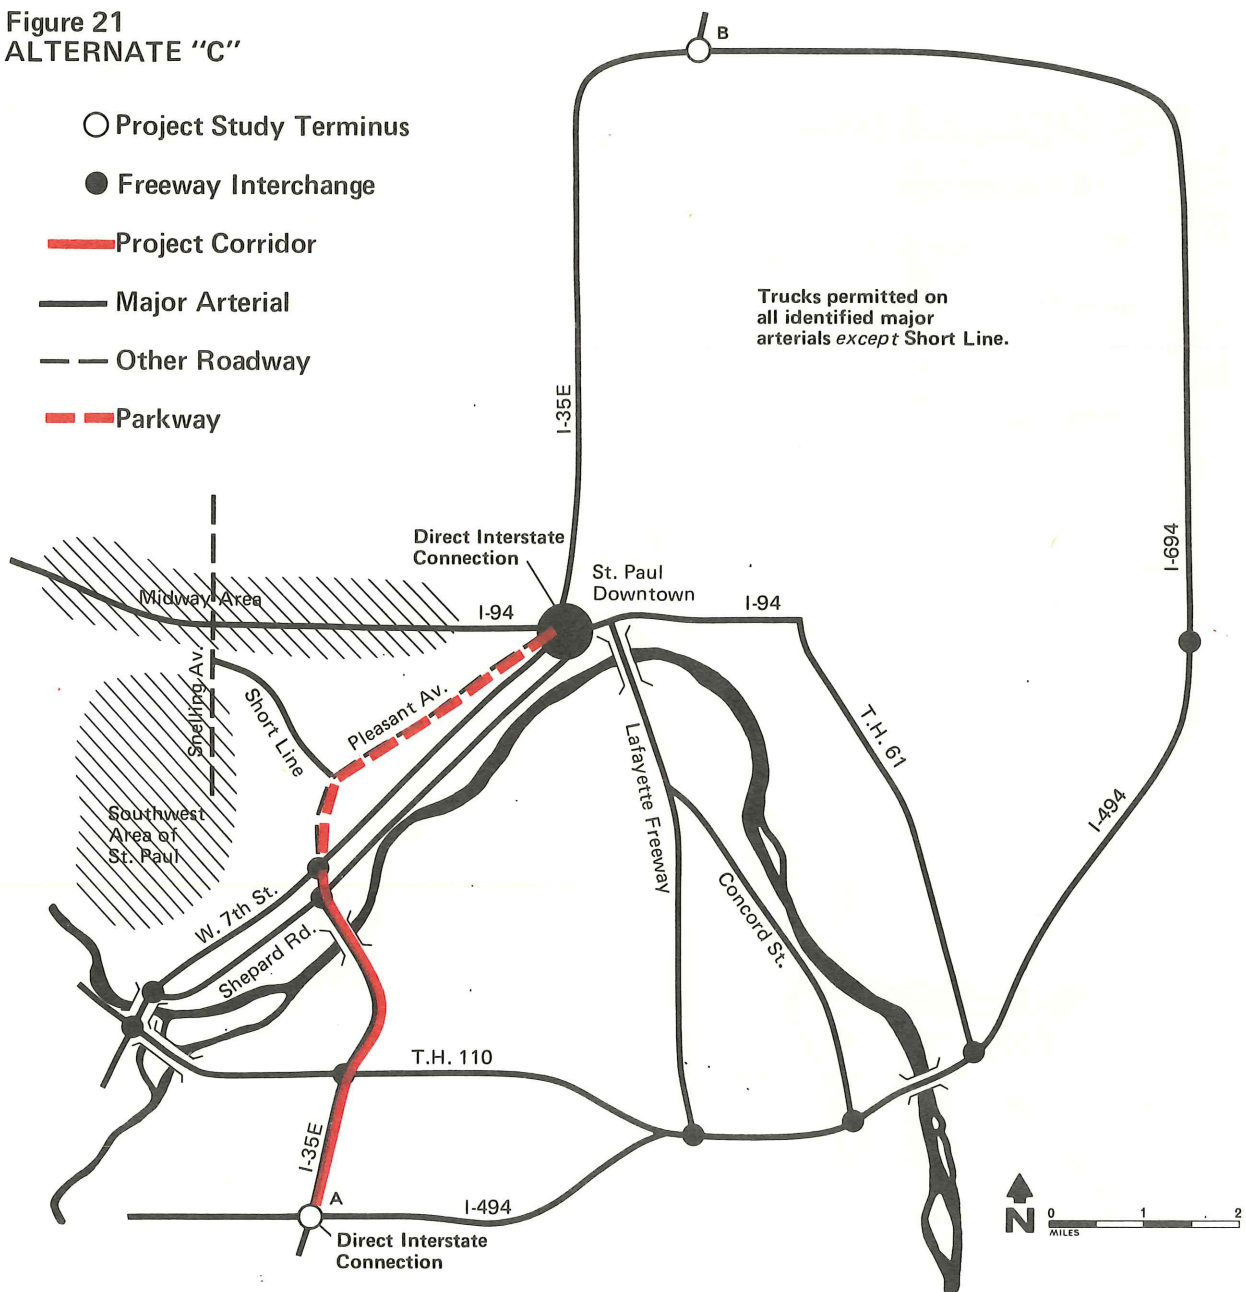 Figure 21
ALTERNATE "C"
B
Project Study Terminus
Freeway Interchange
Project Corridor
Major Arterial
Other Roadway
Parkway
Trucks permitted on
all identified major
arterials except Short Line.
I-35E
I-694
Direct Interstate
Connection
St. Paul
Downtown
Midway Area
I-94
I-94
Snelling Av.
Short Line
Pleasant Av.
Lafayette Freeway
T.H. 61
I-494
Southwest
Area of
St. Paul
W. 7th St.
Shepard Rd.
Concord St.
T.H. 110
I-35E
A
I-494
Direct Interstate
Connection
N
0 1 2
MILES